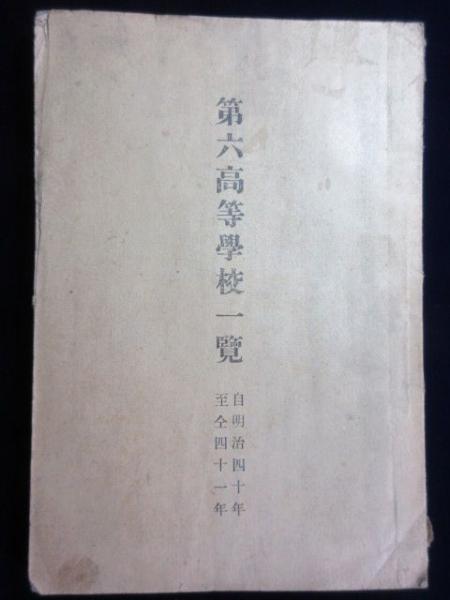 第六高等學校一覽
自明治四十年
至仝四十一年